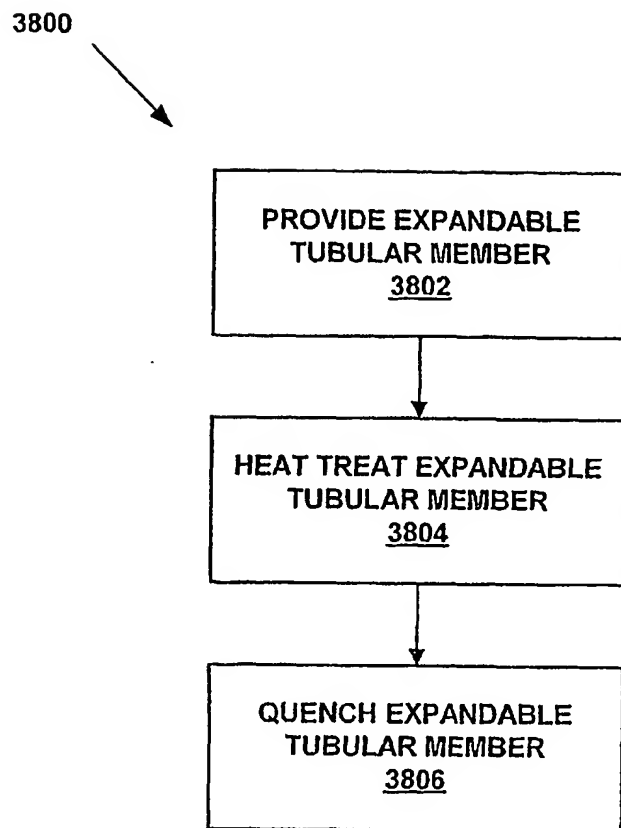 3800
PROVIDE EXPANDABLE
TUBULAR MEMBER
3802
HEAT TREAT EXPANDABLE
TUBULAR MEMBER
3804
QUENCH EXPANDABLE
TUBULAR MEMBER
3806